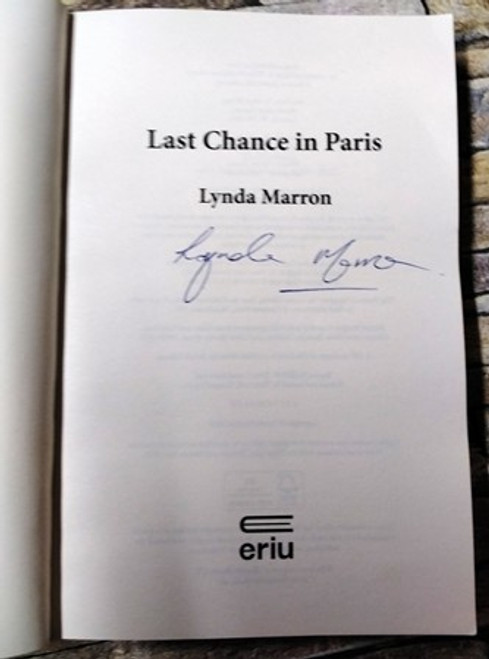 Last Chance in Paris
Lynda Marron
Lynda Marron
eriu